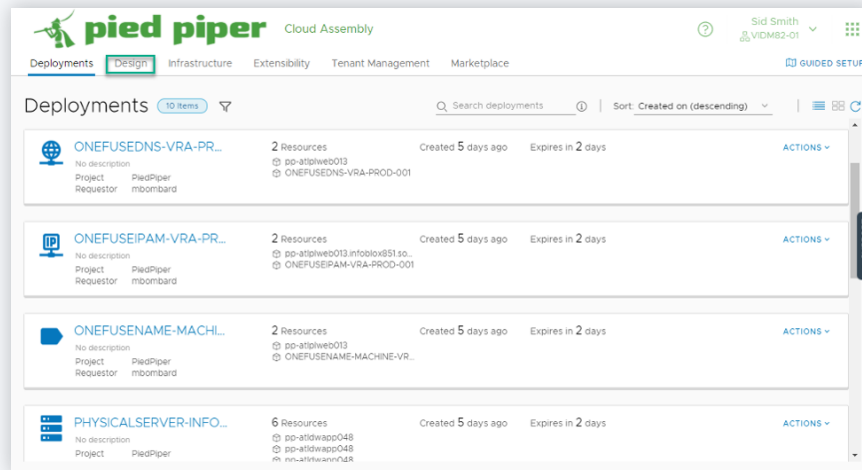 pied piper Cloud Assembly
Sid Smith
VIDM82-01
Deployments Design Infrastructure Extensibility Tenant Management Marketplace GUIDED SETUP
Deployments 10 items Search deployments Sort: Created on (descending)
ONEFUSEDNS-VRA-PR... 2 Resources Created 5 days ago Expires in 2 days ACTIONS
No description pp-atlplweb013
Project PiedPiper ONEFUSEDNS-VRA-PROD-001
Requestor mbombard
ONEFUSEIPAM-VRA-PR... 2 Resources Created 5 days ago Expires in 2 days ACTIONS
IP
No description pp-atlplweb013.infoblox851.so...
Project PiedPiper ONEFUSEIPAM-VRA-PROD-001
Requestor mbombard
ONEFUSENAME-MACHI... 2 Resources Created 5 days ago Expires in 2 days ACTIONS
No description pp-atlplweb013
Project PiedPiper ONEFUSENAME-MACHINE-VR...
Requestor mbombard
PHYSICALSERVER-INFO... 6 Resources Created 5 days ago Expires in 2 days ACTIONS
No description pp-atldwapp048
Project PiedPiper pp-atldwapp048
pp-atldwapp048